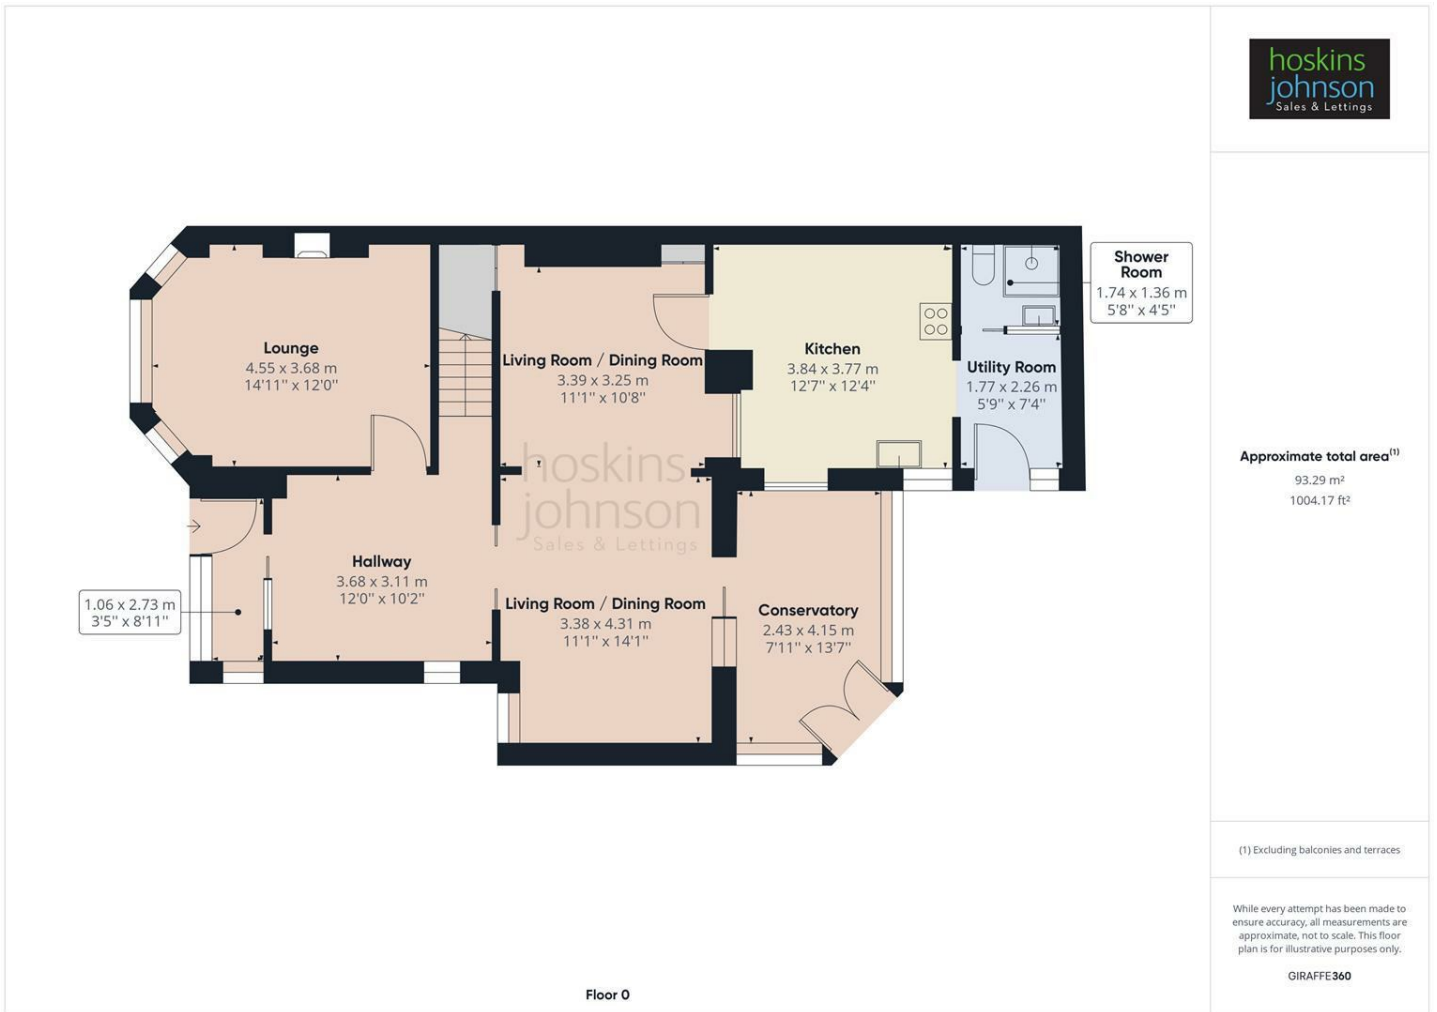 hoskins
johnson
Sales & Lettings
Shower
Room
1.74 x 1.36 m
5'8" x 4'5"
Lounge
4.55 x 3.68 m
14'11" x 12'0"
Living Room / Dining Room
3.39 x 3.25 m
11'1" x 10'8"
Kitchen
3.84 x 3.77 m
12'7" x 12'4"
Utility Room
1.77 x 2.26 m
5'9" x 7'4"
hoskins
johnson
Sales & Lettings
Approximate total area(1)
93.29 m²
1004.17 ft²
Hallway
3.68 x 3.11 m
12'0" x 10'2"
1.06 x 2.73 m
3'5" x 8'11"
Living Room / Dining Room
3.38 x 4.31 m
11'1" x 14'1"
Conservatory
2.43 x 4.15 m
7'11" x 13'7"
(1) Excluding balconies and terraces
While every attempt has been made to
ensure accuracy, all measurements are
approximate, not to scale. This floor
plan is for illustrative purposes only.
GIRAFFE360
Floor 0